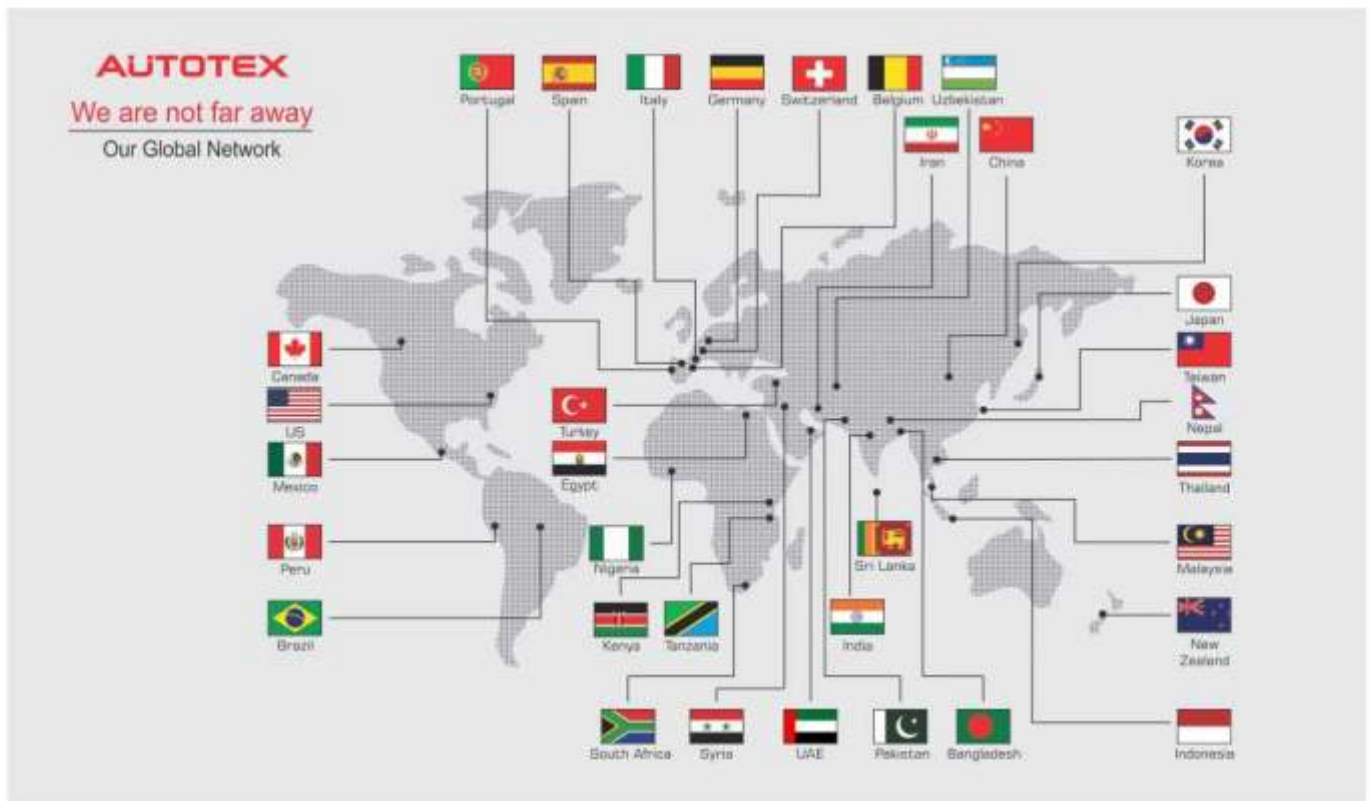 AUTOTEX
We are not far away
Our Global Network
Portugal
Spain
Italy
Germany
Switzerland
Belgium
Uzbekistan
Iran
China
Korea
Japan
Canada
Taiwan
US
Turkey
Nepal
Mexico
Egypt
Thailand
Peru
Nigeria
Sri Lanka
Malaysia
Brazil
Kenya
Tanzania
India
New
Zealand
South Africa
Syria
UAE
Pakistan
Bangladesh
Indonesia